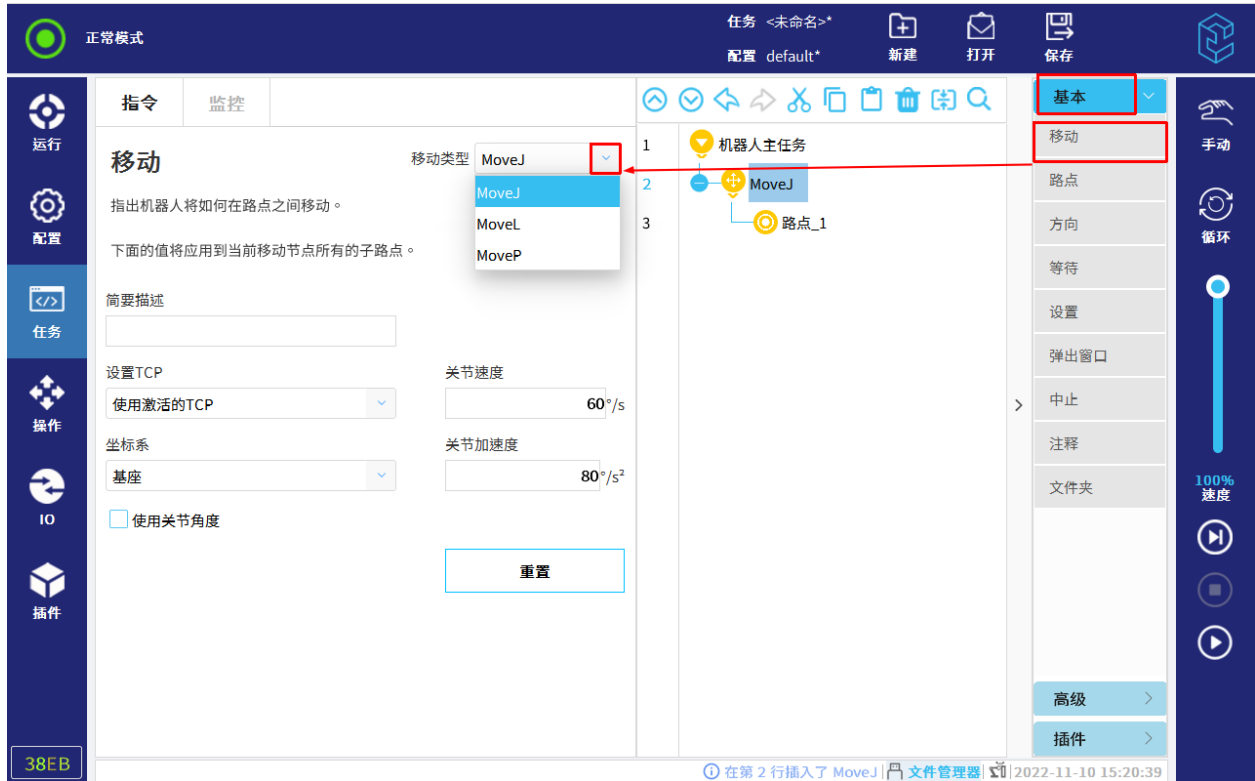 正常模式
任务 <未命名>*
配置 default*
新建
打开
保存
运行
配置
任务
操作
IO
插件
38EB
指令
监控
移动
移动类型 MoveJ
MoveJ
MoveL
MoveP
指出机器人将如何在路点之间移动。
下面的值将应用到当前移动节点所有的子路点。
简要描述
设置TCP
关节速度
使用激活的TCP
60°/s
坐标系
关节加速度
基座
80°/s²
使用关节角度
重置
1 机器人主任务
2 MoveJ
3 路点_1
基本
移动
路点
方向
等待
设置
弹出窗口
中止
注释
文件夹
高级
插件
手动
循环
100%
速度
在第 2 行插入了 MoveJ
文件管理器
2022-11-10 15:20:39